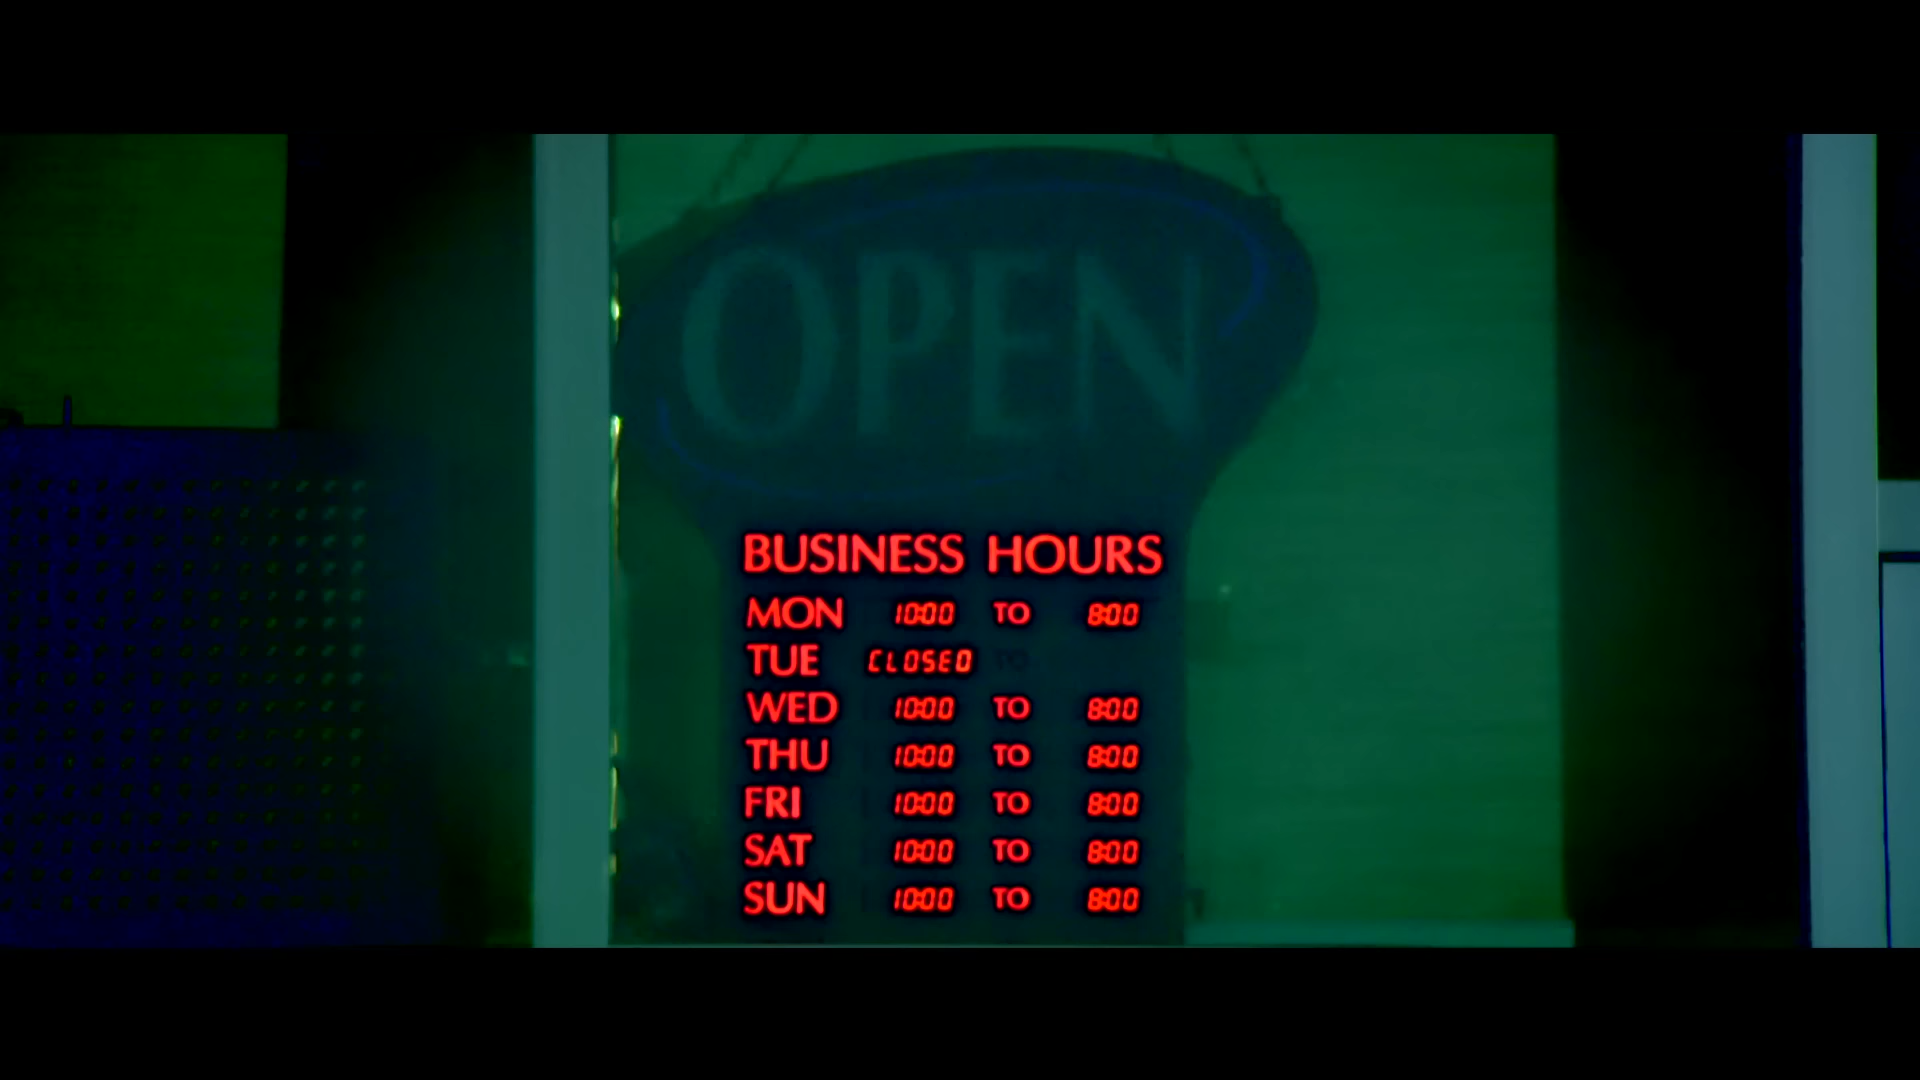 OPEN
BUSINESS HOURS
MON 10:00 TO 8:00
TUE CLOSED TO
WED 10:00 TO 8:00
THU 10:00 TO 8:00
FRI 10:00 TO 8:00
SAT 10:00 TO 8:00
SUN 10:00 TO 8:00